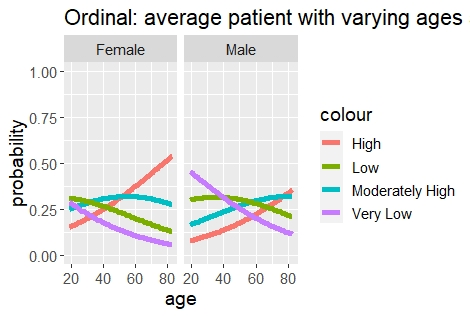 Ordinal: average patient with varying ages
Female
Male
1.00
0.75
0.50
0.25
0.00
probability
20 40 60 80
20 40 60 80
age
colour
High
Low
Moderately High
Very Low